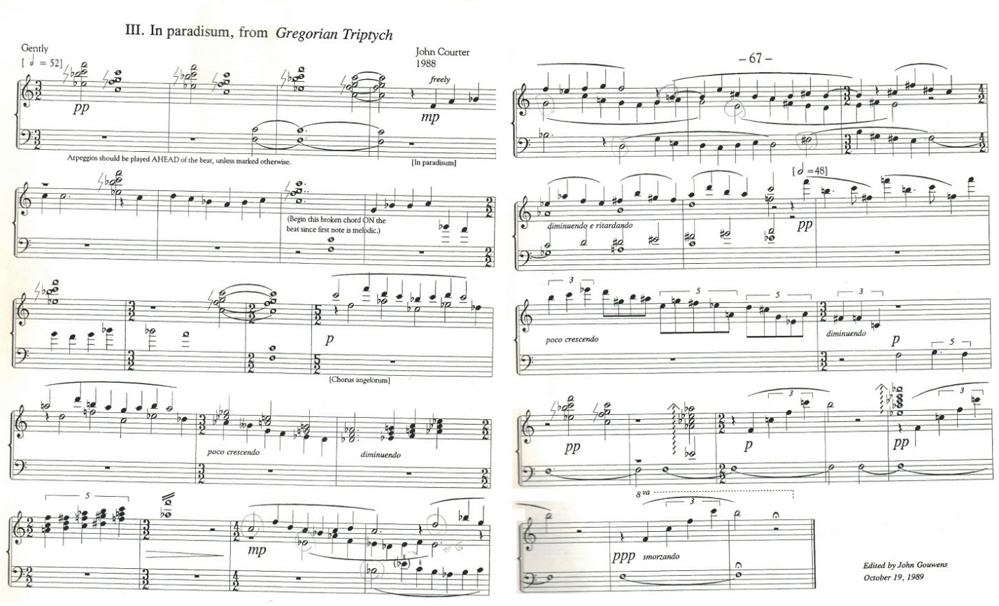 III. In paradisum, from Gregorian Triptych
Gently
[ 𝅗𝅥 = 52]
John Courter
1988
freely
pp
mp
Arpeggios should be played AHEAD of the beat, unless marked otherwise.
[In paradisum]
(Begin this broken chord ON the
beat since first note is melodic.)
p
[Chorus angelorum]
poco crescendo
diminuendo
5
mp
– 67 –
[ 𝅗𝅥 =48]
diminuendo e ritardando
pp
3
5
5
3
poco crescendo
diminuendo
p
5
3
3
pp
p
pp
8va
3
ppp smorzando
Edited by John Gouwens
October 19, 1989